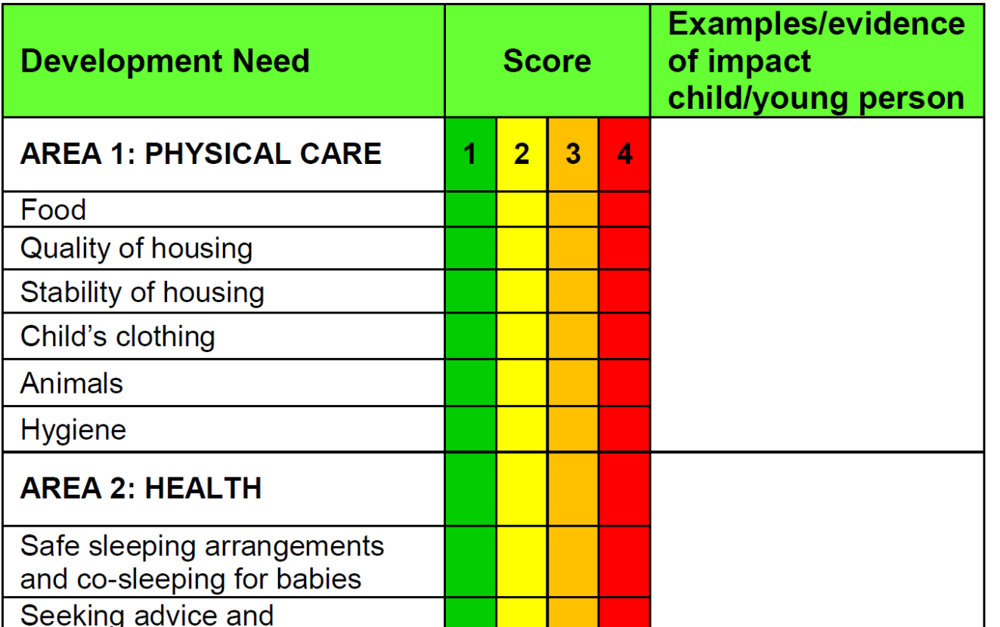 Development Need
Score
Examples/evidence
of impact
child/young person
AREA 1: PHYSICAL CARE
1 2 3 4
Food
Quality of housing
Stability of housing
Child’s clothing
Animals
Hygiene
AREA 2: HEALTH
Safe sleeping arrangements
and co-sleeping for babies
Seeking advice and